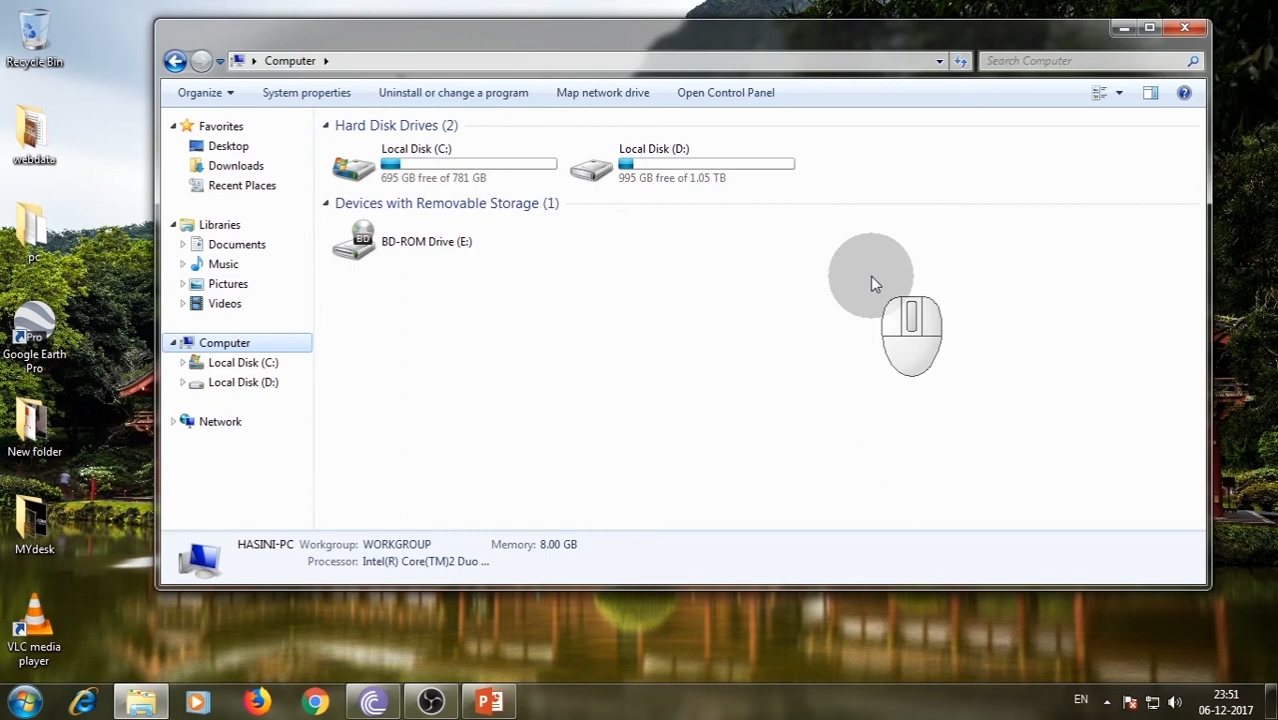 Recycle Bin
webdata
pc
Pro
Google Earth
Pro
New folder
MYdesk
VLC media
player
Computer
Search Computer
Organize
System properties
Uninstall or change a program
Map network drive
Open Control Panel
Favorites
Desktop
Downloads
Recent Places
Libraries
Documents
Music
Pictures
Videos
Computer
Local Disk (C:)
Local Disk (D:)
Network
Hard Disk Drives (2)
Local Disk (C:)
695 GB free of 781 GB
Local Disk (D:)
995 GB free of 1.05 TB
Devices with Removable Storage (1)
BD
BD-ROM Drive (E:)
HASINI-PC Workgroup: WORKGROUP Memory: 8.00 GB
Processor: Intel(R) Core(TM)2 Duo ...
EN
23:51
06-12-2017